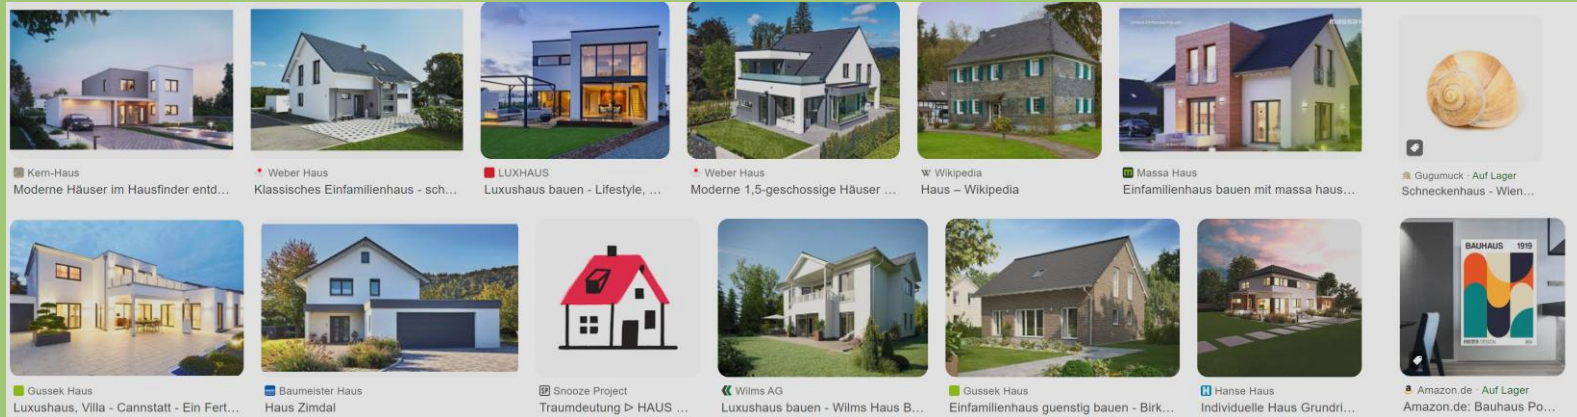 Kern-Haus
Moderne Häuser im Hausfinder entd...
Weber Haus
Klassisches Einfamilienhaus - sch...
LUXHAUS
Luxushaus bauen - Lifestyle, ...
Weber Haus
Moderne 1,5-geschossige Häuser ...
W Wikipedia
Haus – Wikipedia
m Massa Haus
Einfamilienhaus bauen mit massa haus...
Gugumuck · Auf Lager
Schneckenhaus - Wien...
Gussek Haus
Luxushaus, Villa - Cannstatt - Ein Fert...
Baumeister Haus
Haus Zimdal
SP Snooze Project
Traumdeutung ▷ HAUS ...
Wilms AG
Luxushaus bauen - Wilms Haus B...
Gussek Haus
Einfamilienhaus guenstig bauen - Birk...
H Hanse Haus
Individuelle Haus Grundri...
BAUHAUS 1919
a Amazon.de · Auf Lager
Amazon.de: Bauhaus Po...